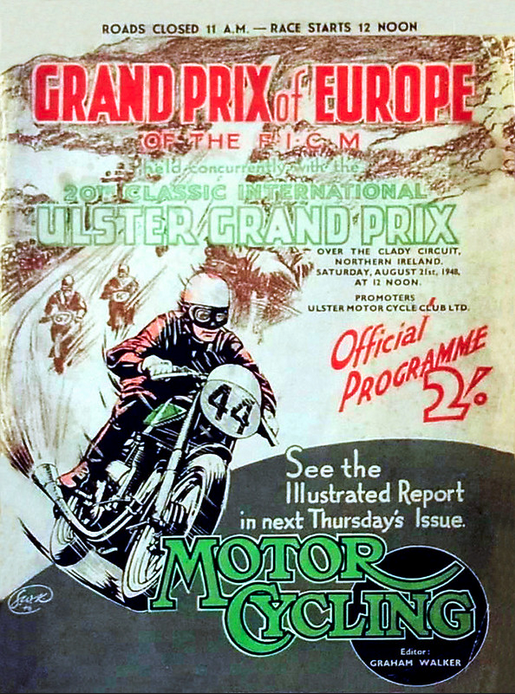 ROADS CLOSED 11 A.M. — RACE STARTS 12 NOON
GRAND PRIX of EUROPE
OF THE F·I·C·M
held concurrently with the
20TH CLASSIC INTERNATIONAL
ULSTER GRAND PRIX
OVER THE CLADY CIRCUIT,
NORTHERN IRELAND.
SATURDAY, AUGUST 21st, 1948,
AT 12 NOON.
PROMOTERS
ULSTER MOTOR CYCLE CLUB LTD.
Official
PROGRAMME
2/-
44
See the
Illustrated Report
in next Thursday's Issue.
MOTOR
CYCLING
Editor:
GRAHAM WALKER